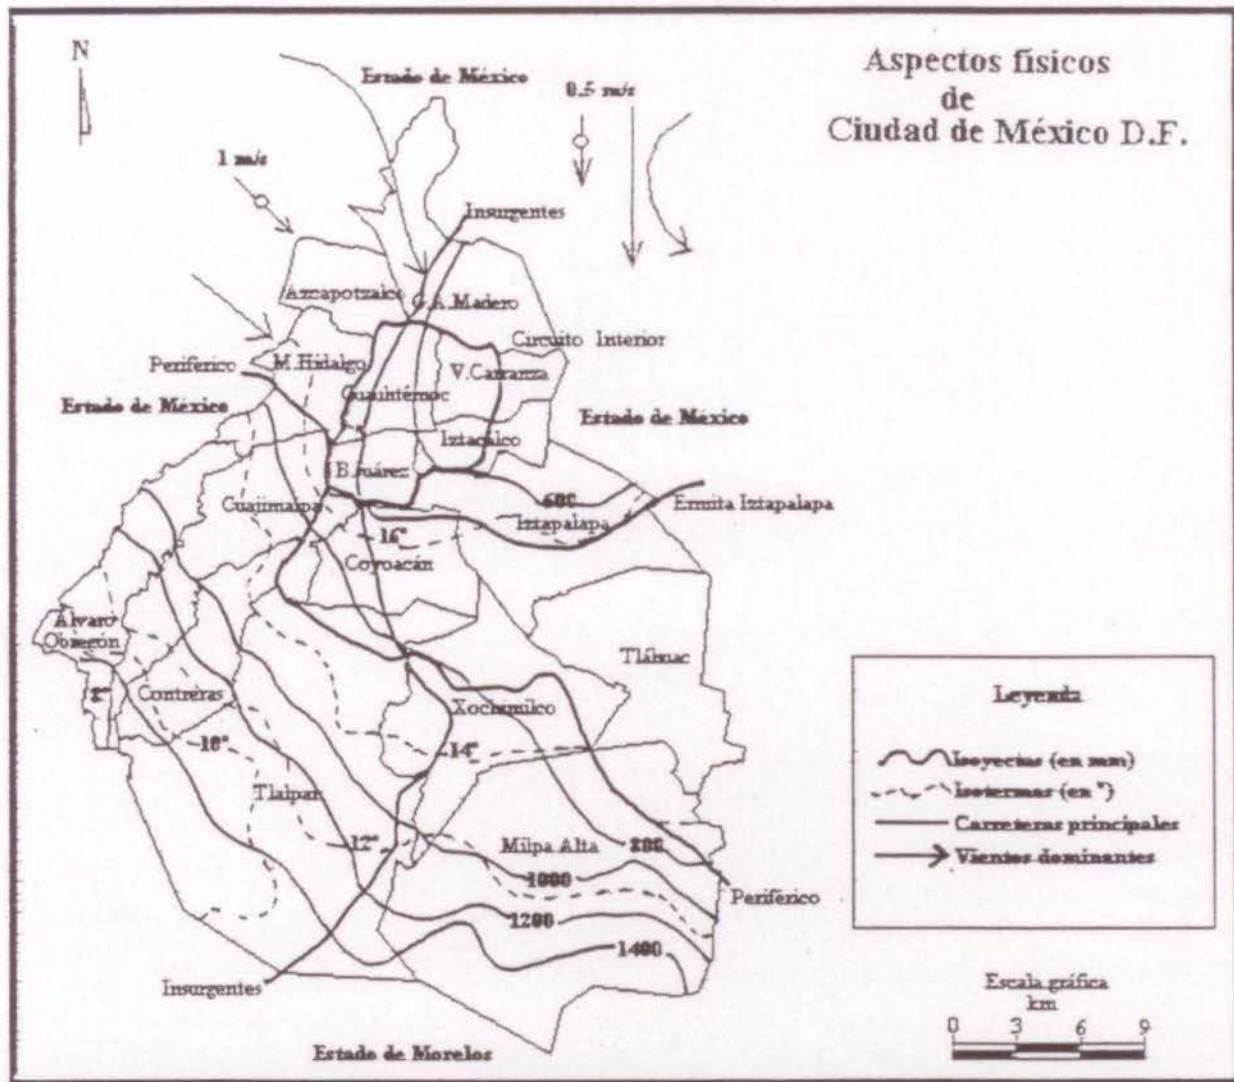 Aspectos físicos
de
Ciudad de México D.F.
N
Estado de México
0.5 m/s
1 m/s
Insurgentes
Azcapotzalco
G.A. Madero
Circuito Interior
Periférico
M. Hidalgo
V. Carranza
Cuauhtémoc
Estado de México
Estado de México
Iztacalco
B. Juárez
600
Cuajimalpa
Iztapalapa
Ermita Iztapalapa
16°
Coyoacán
Alvaro
Obregón
Tláhuac
8°
Contreras
Xochimilco
10°
14°
Tlalpan
12°
Milpa Alta
800
1000
Periférico
1200
1400
Insurgentes
Estado de Morelos
Leyenda
Isoyectas (en mm)
Isotermas (en °)
Carreteras principales
Vientos dominantes
Escala gráfica
km
0 3 6 9